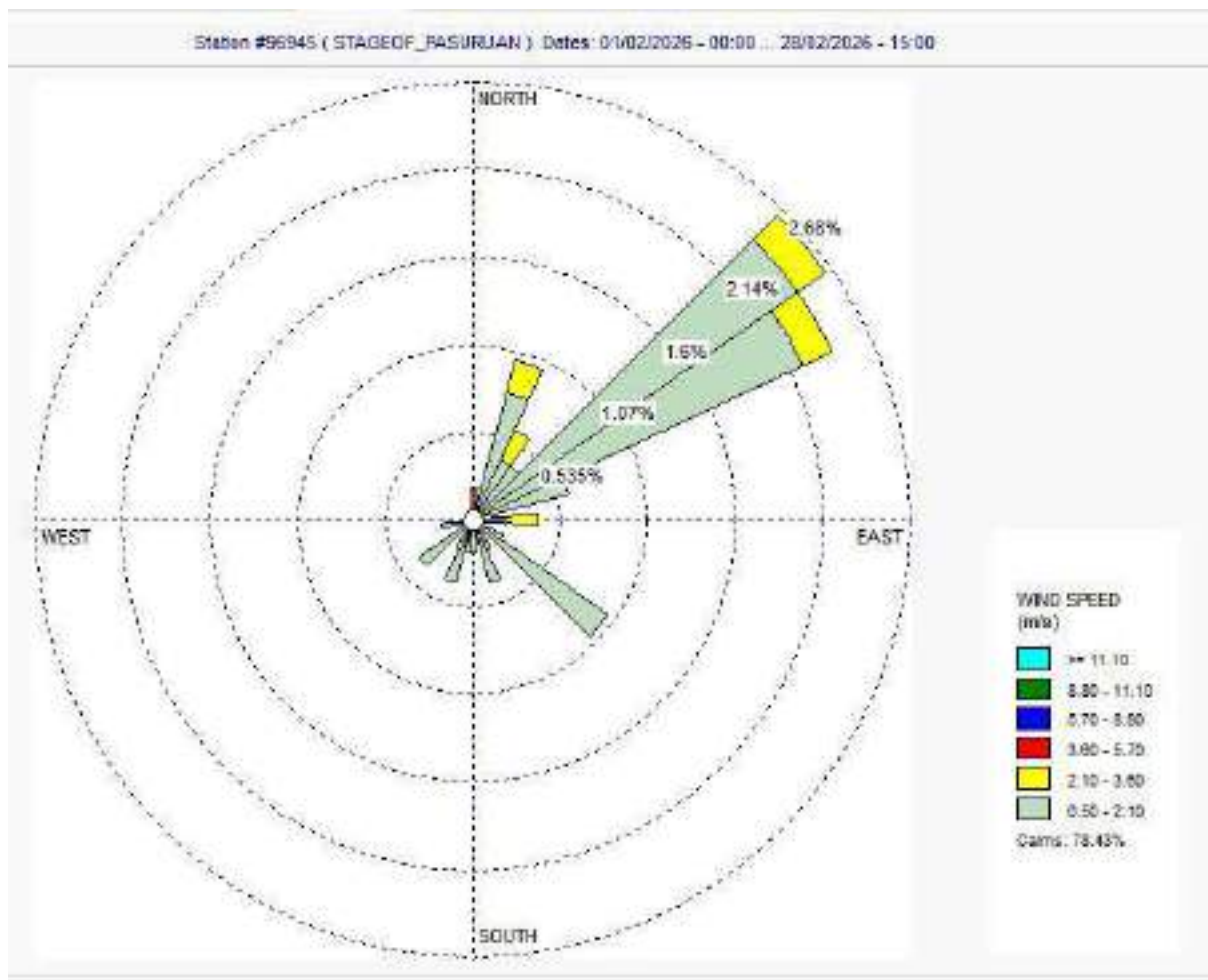 Station #96945 ( STAGEOF_PASURUAN ) Dates: 01/02/2026 - 00:00 ... 28/02/2026 - 15:00
NORTH
2.68%
2.14%
1.6%
1.07%
0.535%
WEST
EAST
SOUTH
WIND SPEED
(m/s)
>= 11.10
8.80 - 11.10
5.70 - 8.80
3.60 - 5.70
2.10 - 3.60
0.50 - 2.10
Calms: 78.43%